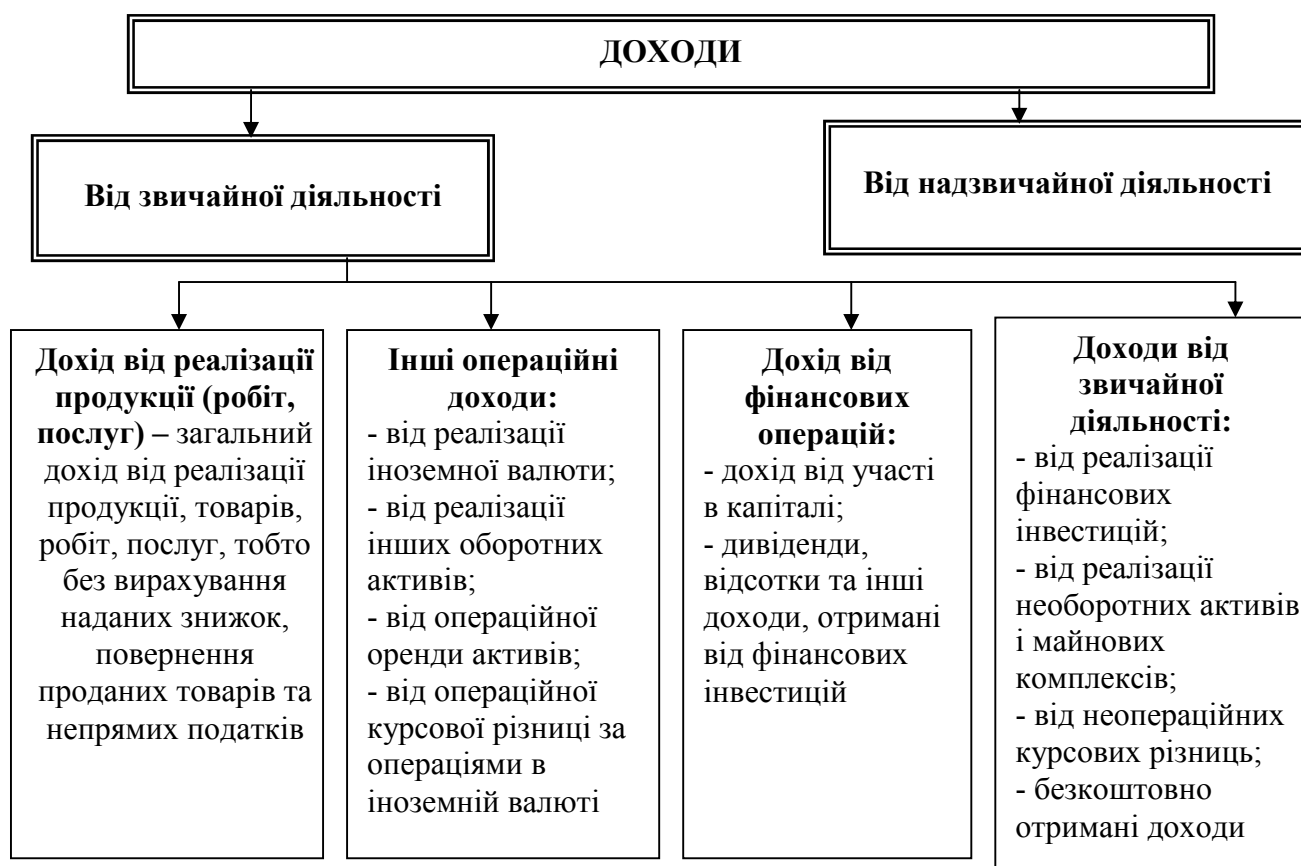 ДОХОДИ
Від звичайної діяльності
Від надзвичайної діяльності
Дохід від реалізації
продукції (робіт,
послуг) – загальний
дохід від реалізації
продукції, товарів,
робіт, послуг, тобто
без вирахування
наданих знижок,
повернення
проданих товарів та
непрямих податків
Інші операційні
доходи:
- від реалізації
іноземної валюти;
- від реалізації
інших оборотних
активів;
- від операційної
оренди активів;
- від операційної
курсової різниці за
операціями в
іноземній валюті
Дохід від
фінансових
операцій:
- дохід від участі
в капіталі;
- дивіденди,
відсотки та інші
доходи, отримані
від фінансових
інвестицій
Доходи від
звичайної
діяльності:
- від реалізації
фінансових
інвестицій;
- від реалізації
необоротних активів
і майнових
комплексів;
- від неопераційних
курсових різниць;
- безкоштовно
отримані доходи